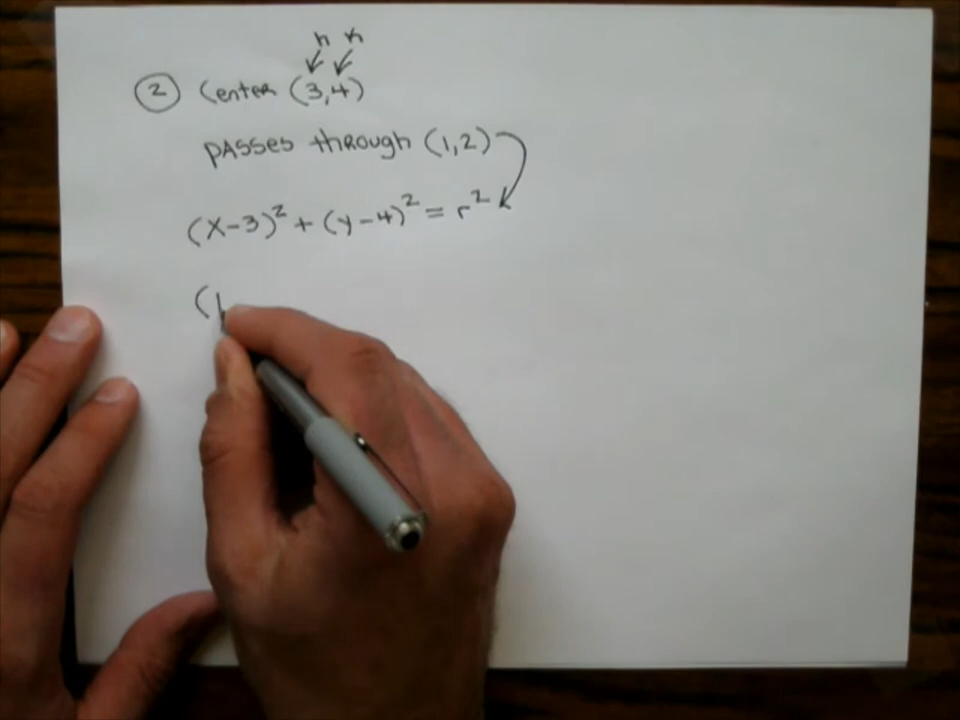 h k
② Center (3,4)
passes through (1,2)
(x-3)² + (y-4)² = r²
(1